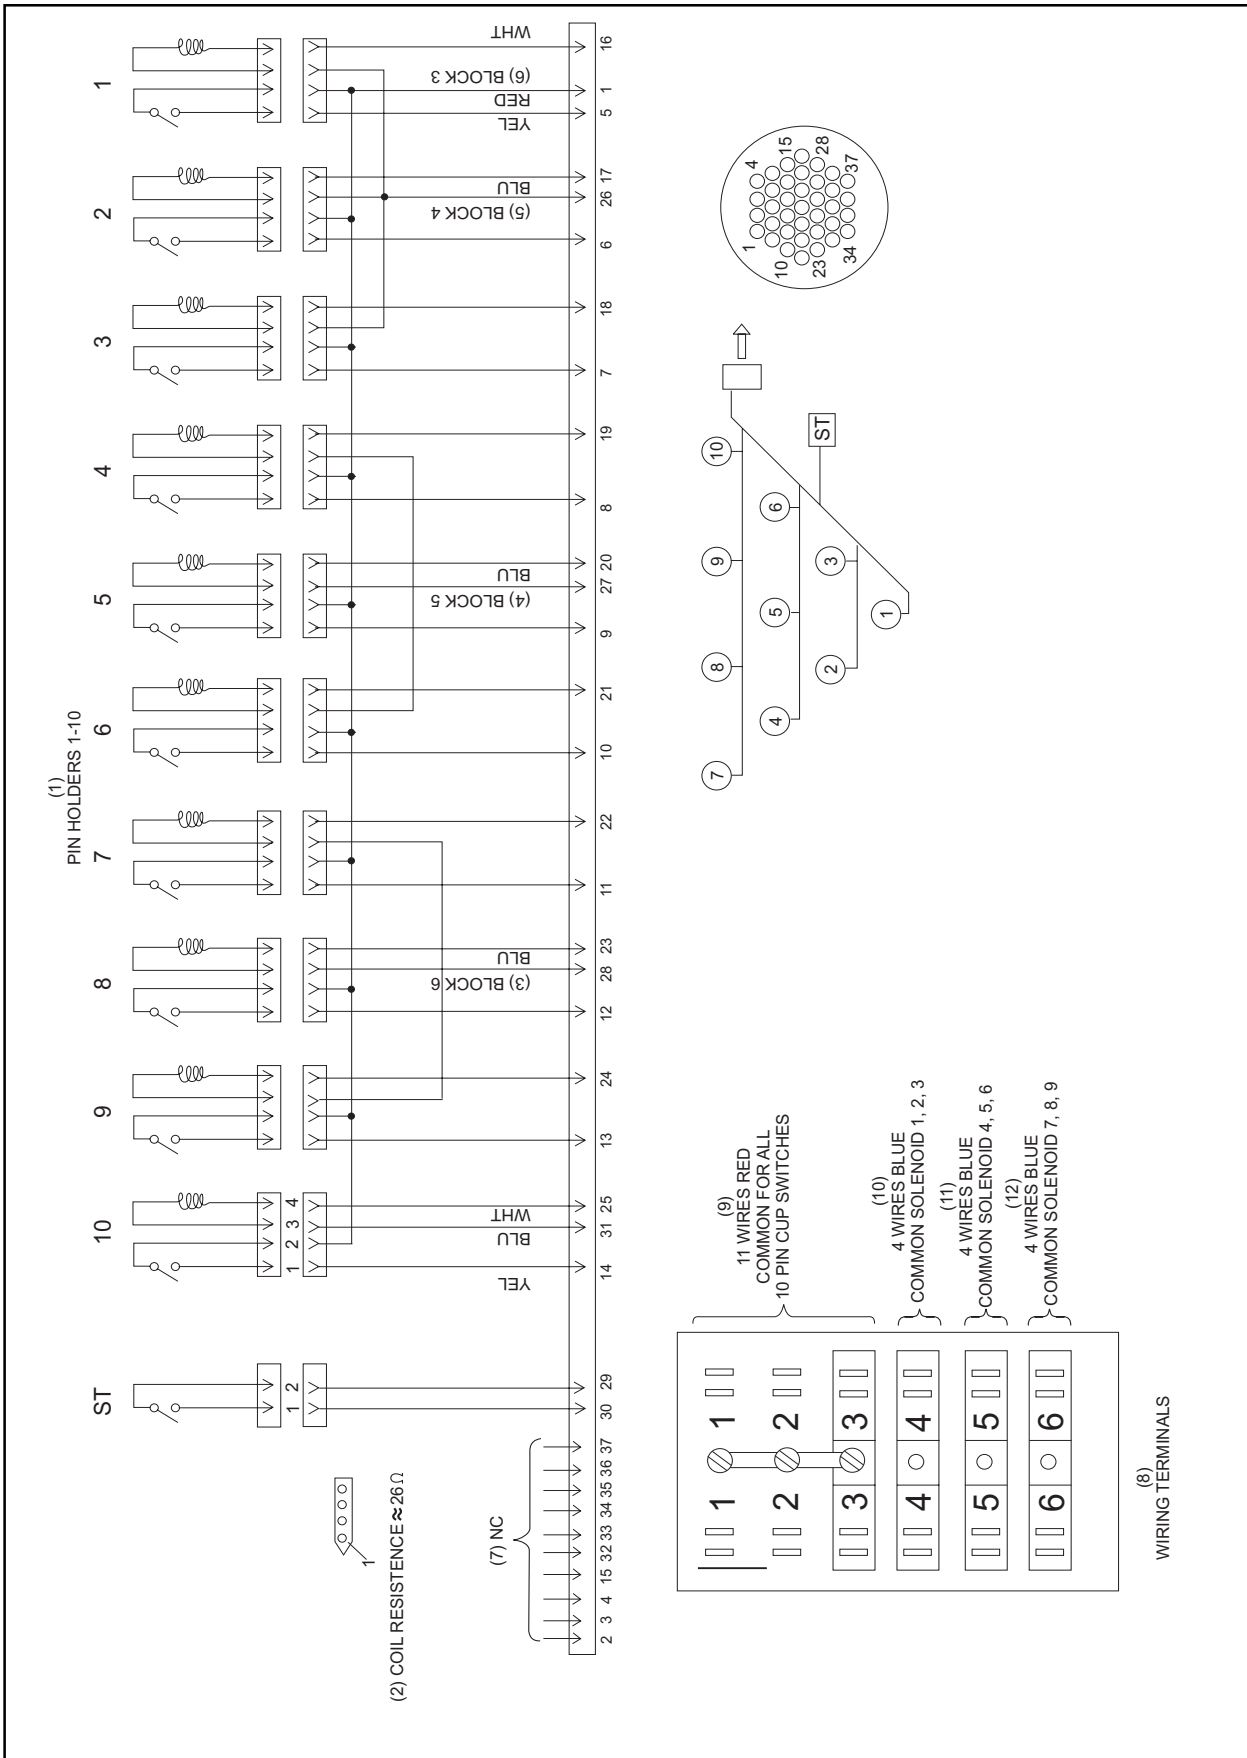 (1)
PIN HOLDERS 1-10
ST 10 9 8 7 6 5 4 3 2 1
1 2 1 2 3 4
1
(2) COIL RESISTENCE ≈ 26 Ω
(7) NC
YEL
BLU
WHT
(3) BLOCK 6
BLU
(4) BLOCK 5
BLU
(5) BLOCK 4
BLU
YEL
RED
(6) BLOCK 3
WHT
2 3 4 15 32 33 34 35 36 37 30 29 14 31 25 13 24 12 28 23 11 22 10 21 9 27 20 8 19 7 18 6 26 17 5 1 16
1 1
2 2
3 3
4 4
5 5
6 6
(8)
WIRING TERMINALS
(9)
11 WIRES RED
COMMON FOR ALL
10 PIN CUP SWITCHES
(10)
4 WIRES BLUE
COMMON SOLENOID 1, 2, 3
(11)
4 WIRES BLUE
COMMON SOLENOID 4, 5, 6
(12)
4 WIRES BLUE
COMMON SOLENOID 7, 8, 9
7 8 9 10
4 5 6
ST
2 3
1
1 4
10 15
23 28
34 37